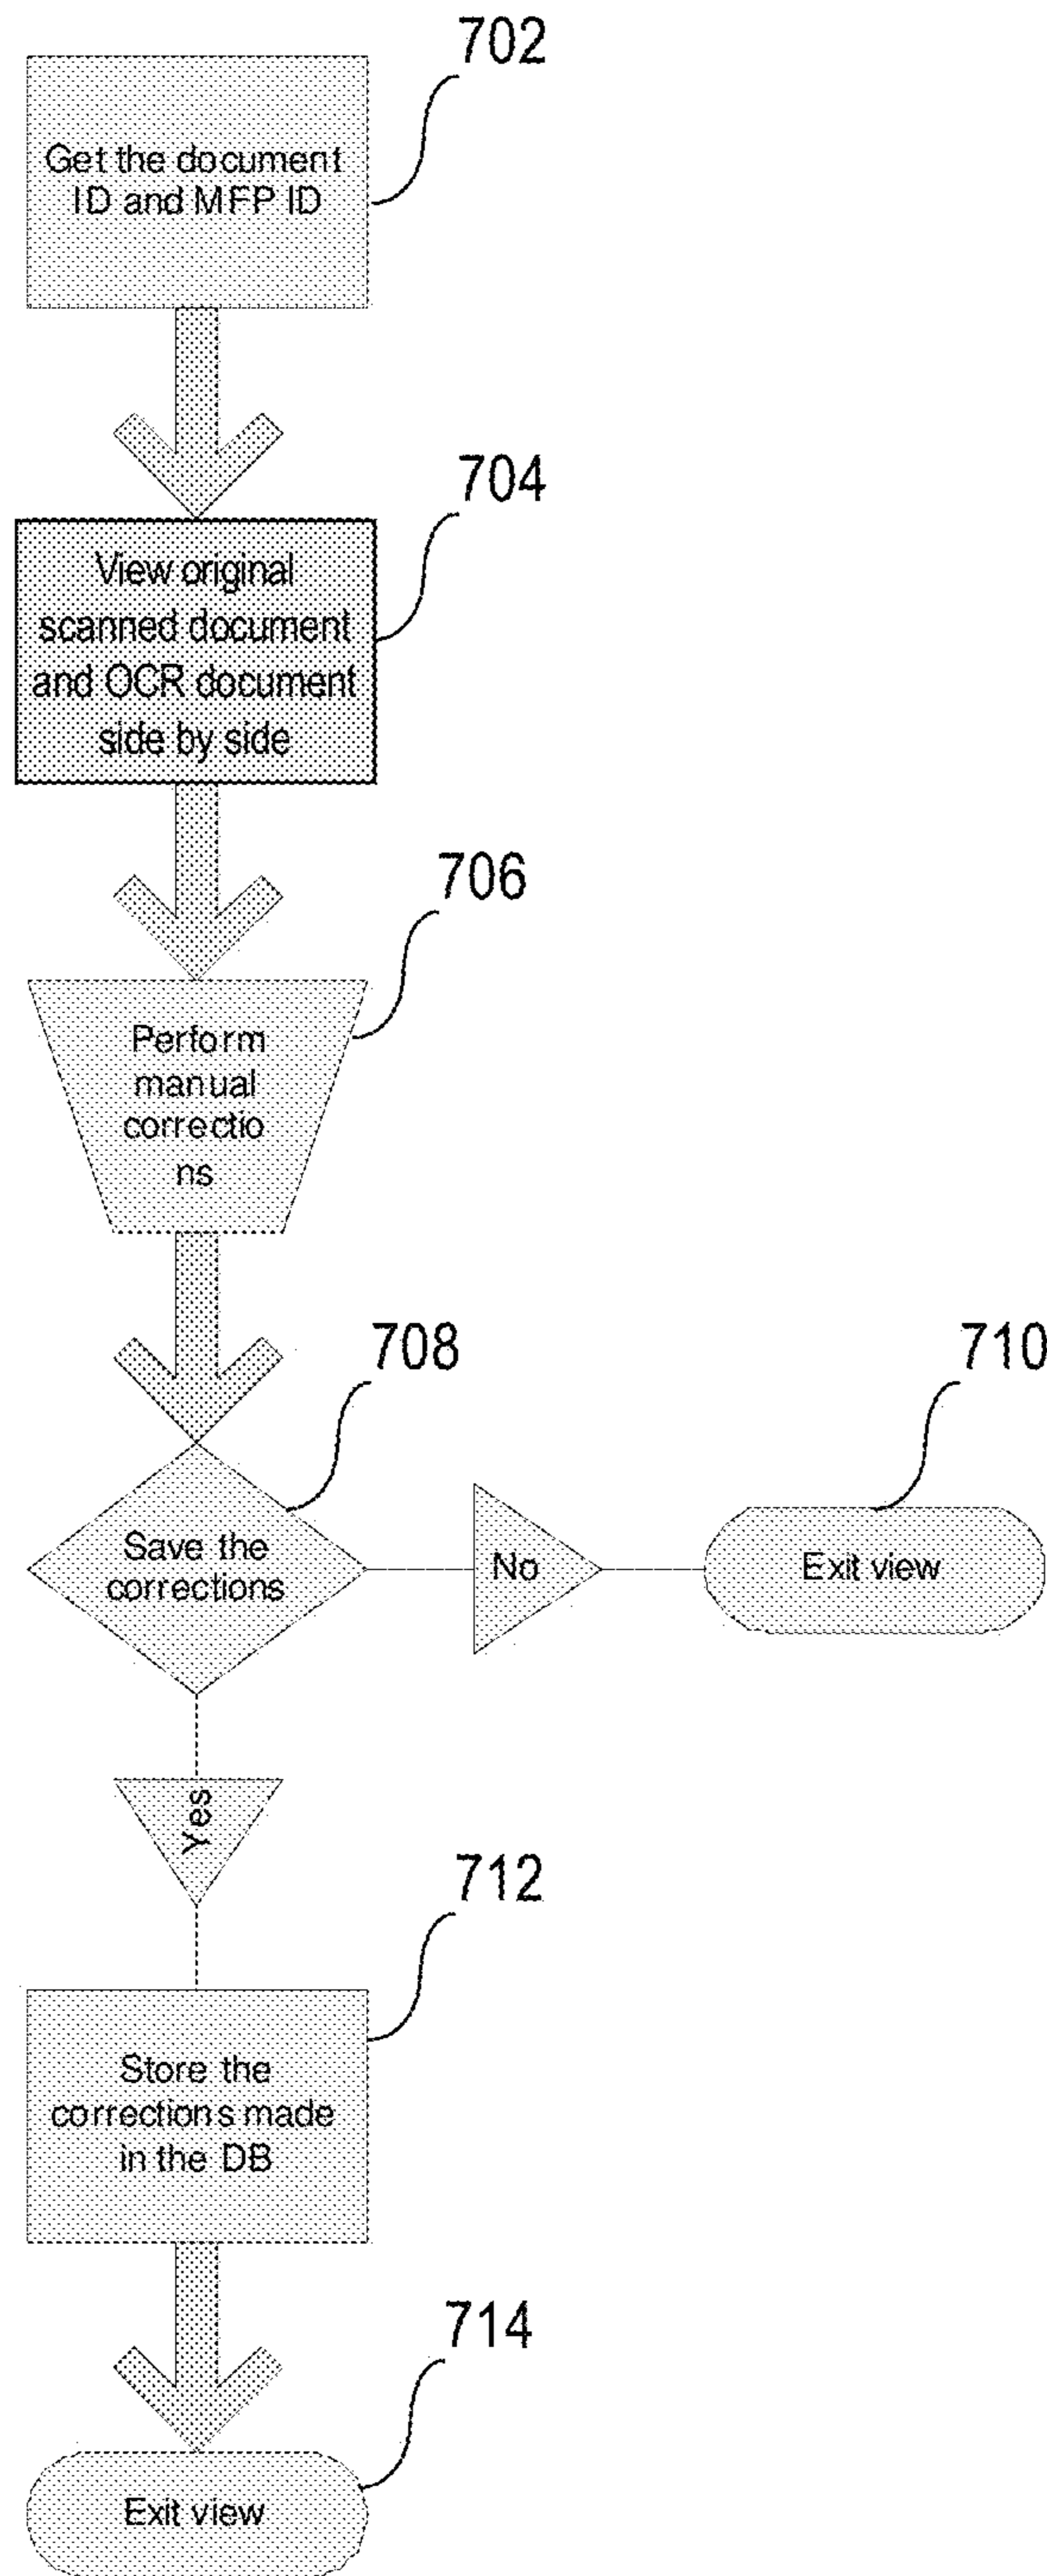 702
Get the document
ID and MFP ID
704
View original
scanned document
and OCR document
side by side
706
Perform
manual
correctio
ns
708
710
Save the
corrections
No
Exit view
Yes
712
Store the
corrections made
in the DB
714
Exit view